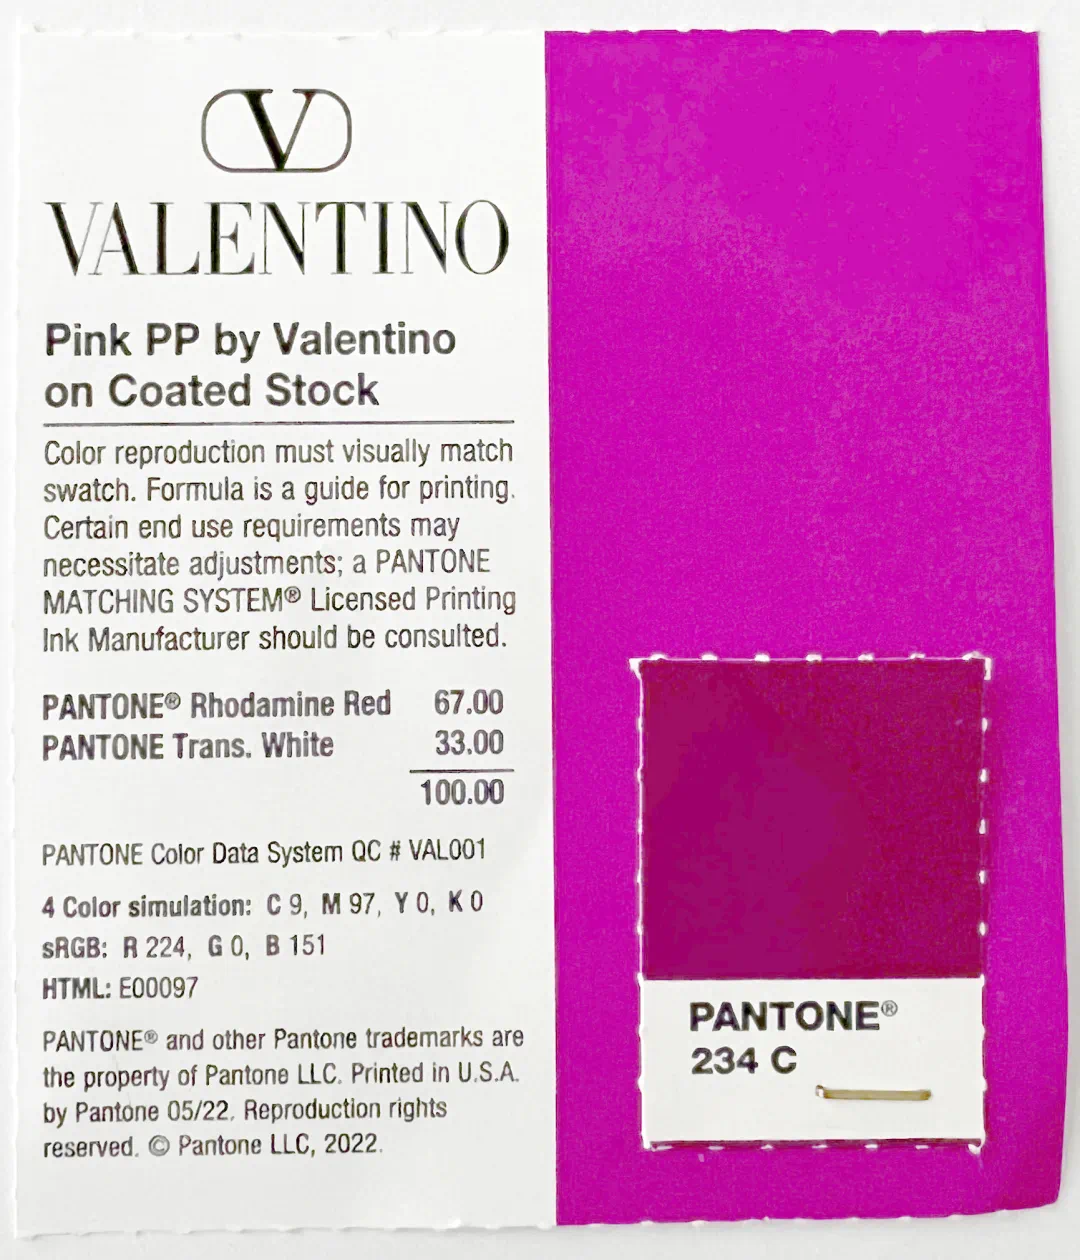 V
VALENTINO
Pink PP by Valentino
on Coated Stock
Color reproduction must visually match
swatch. Formula is a guide for printing.
Certain end use requirements may
necessitate adjustments; a PANTONE
MATCHING SYSTEM® Licensed Printing
Ink Manufacturer should be consulted.
PANTONE® Rhodamine Red 67.00
PANTONE Trans. White 33.00
100.00
PANTONE Color Data System QC # VAL001
4 Color simulation: C 9, M 97, Y 0, K 0
sRGB: R 224, G 0, B 151
HTML: E00097
PANTONE® and other Pantone trademarks are
the property of Pantone LLC. Printed in U.S.A.
by Pantone 05/22. Reproduction rights
reserved. © Pantone LLC, 2022.
PANTONE®
234 C